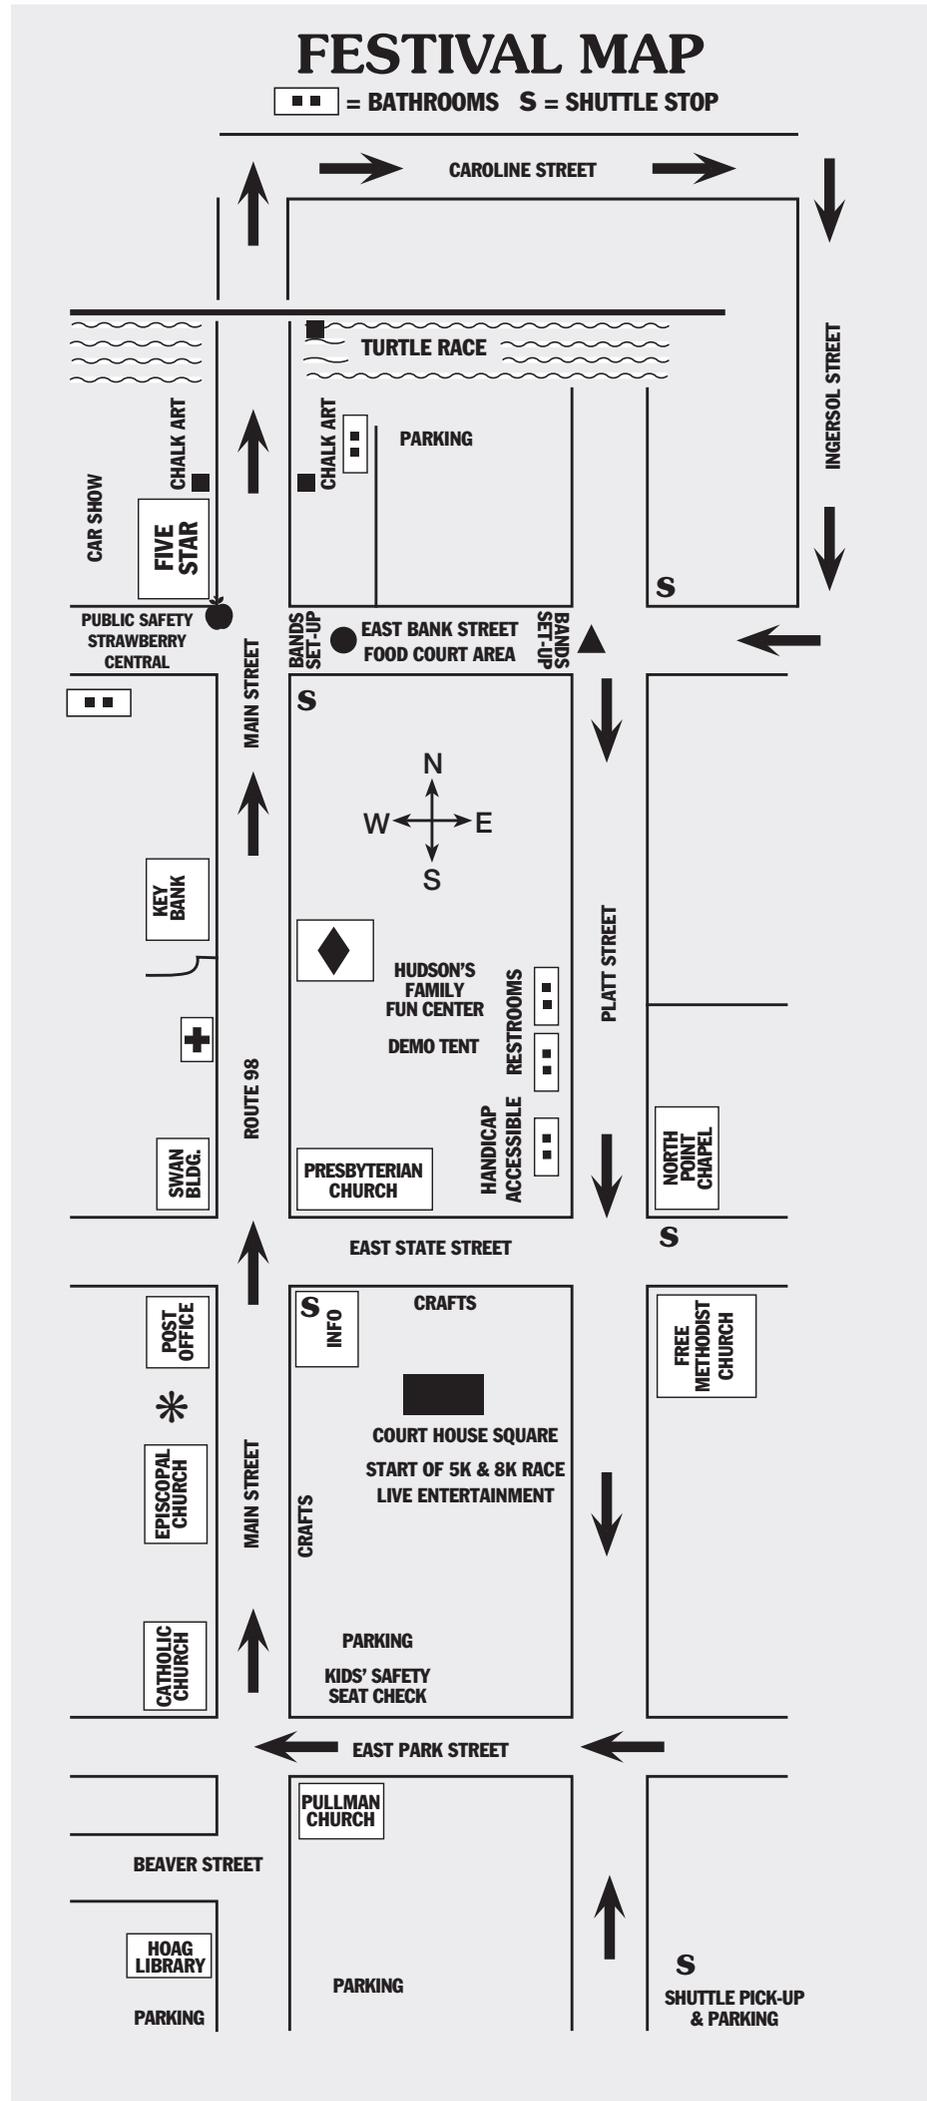 FESTIVAL MAP
= BATHROOMS S = SHUTTLE STOP
CAROLINE STREET
INGERSOL STREET
TURTLE RACE
CHALK ART
CHALK ART
PARKING
CAR SHOW
FIVE
STAR
S
PUBLIC SAFETY
STRAWBERRY
CENTRAL
MAIN STREET
BANDS
SET-UP
EAST BANK STREET
FOOD COURT AREA
BANDS
SET-UP
S
N
W E
S
KEY
BANK
HUDSON'S
FAMILY
FUN CENTER
DEMO TENT
RESTROOMS
PLATT STREET
ROUTE 98
HANDICAP
ACCESSIBLE
SWAN
BLDG.
PRESBYTERIAN
CHURCH
NORTH
POINT
CHAPEL
S
EAST STATE STREET
POST
OFFICE
S
INFO
CRAFTS
FREE
METHODIST
CHURCH
COURT HOUSE SQUARE
START OF 5K & 8K RACE
LIVE ENTERTAINMENT
EPISCOPAL
CHURCH
MAIN STREET
CRAFTS
CATHOLIC
CHURCH
PARKING
KIDS' SAFETY
SEAT CHECK
EAST PARK STREET
PULLMAN
CHURCH
BEAVER STREET
HOAG
LIBRARY
PARKING
PARKING
S
SHUTTLE PICK-UP
& PARKING